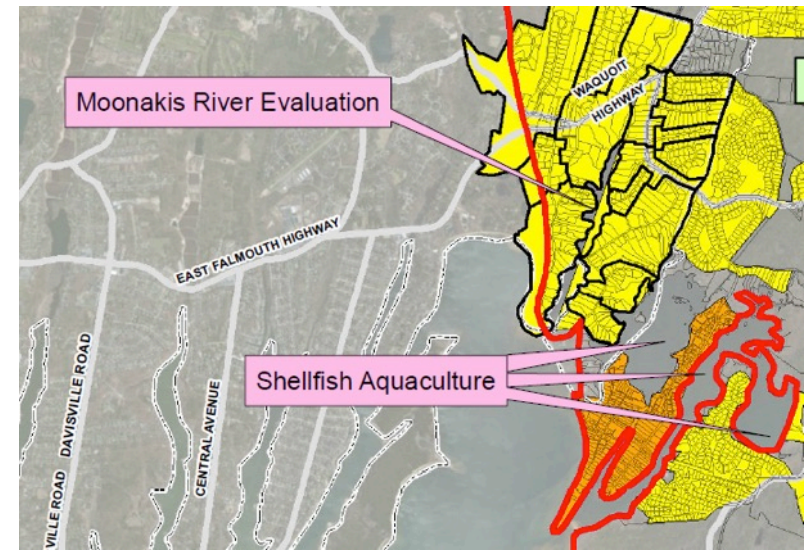 WAQUOIT
HIGHWAY
Moonakis River Evaluation
EAST FALMOUTH HIGHWAY
Shellfish Aquaculture
DAVISVILLE ROAD
CENTRAL AVENUE
VILLE ROAD